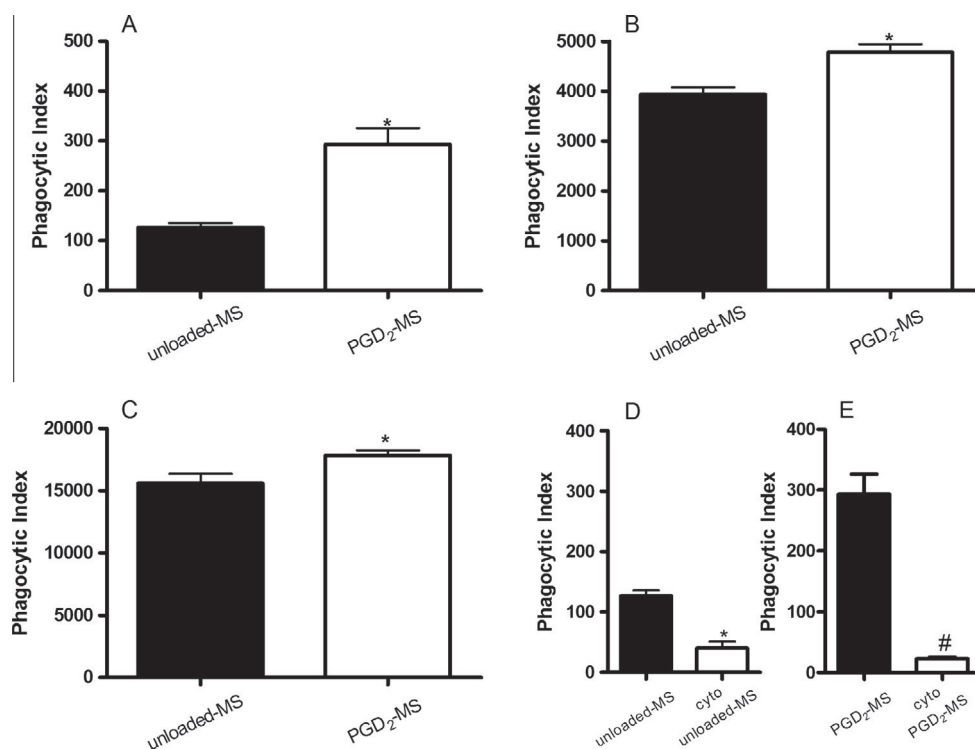 A
Phagocytic Index
500
400
300
200
100
0
*
unloaded-MS
PGD₂-MS
B
Phagocytic Index
5000
4000
3000
2000
1000
0
*
unloaded-MS
PGD₂-MS
C
Phagocytic Index
20000
15000
10000
5000
0
*
unloaded-MS
PGD₂-MS
D
Phagocytic Index
400
300
200
100
0
*
unloaded-MS
cyto
unloaded-MS
E
Phagocytic Index
400
300
200
100
0
#
PGD₂-MS
cyto
PGD₂-MS